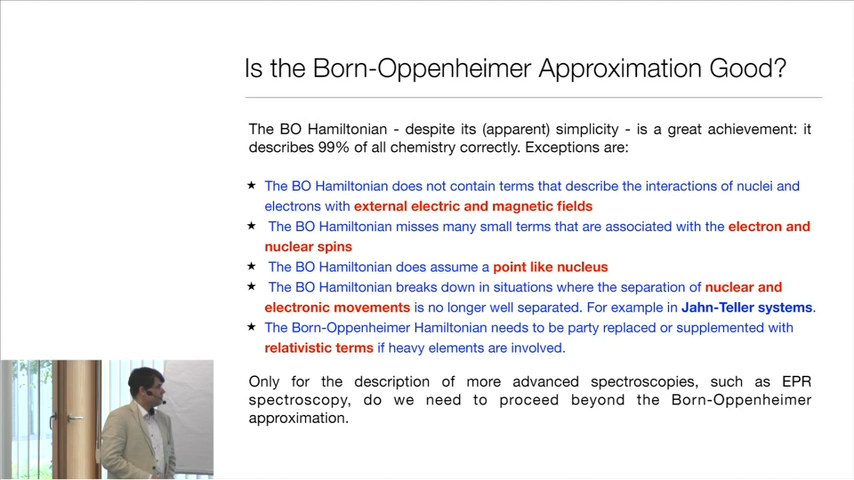 Is the Born-Oppenheimer Approximation Good?
The BO Hamiltonian - despite its (apparent) simplicity - is a great achievement: it
describes 99% of all chemistry correctly. Exceptions are:
★ The BO Hamiltonian does not contain terms that describe the interactions of nuclei and
electrons with external electric and magnetic fields
★ The BO Hamiltonian misses many small terms that are associated with the electron and
nuclear spins
★ The BO Hamiltonian does assume a point like nucleus
★ The BO Hamiltonian breaks down in situations where the separation of nuclear and
electronic movements is no longer well separated. For example in Jahn-Teller systems.
★ The Born-Oppenheimer Hamiltonian needs to be party replaced or supplemented with
relativistic terms if heavy elements are involved.
Only for the description of more advanced spectroscopies, such as EPR
spectroscopy, do we need to proceed beyond the Born-Oppenheimer
approximation.